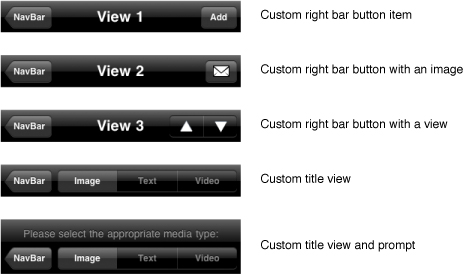 NavBar View 1 Add Custom right bar button item
NavBar View 2 Custom right bar button with an image
NavBar View 3 Custom right bar button with a view
NavBar Image Text Video Custom title view
Please select the appropriate media type:
NavBar Image Text Video Custom title view and prompt